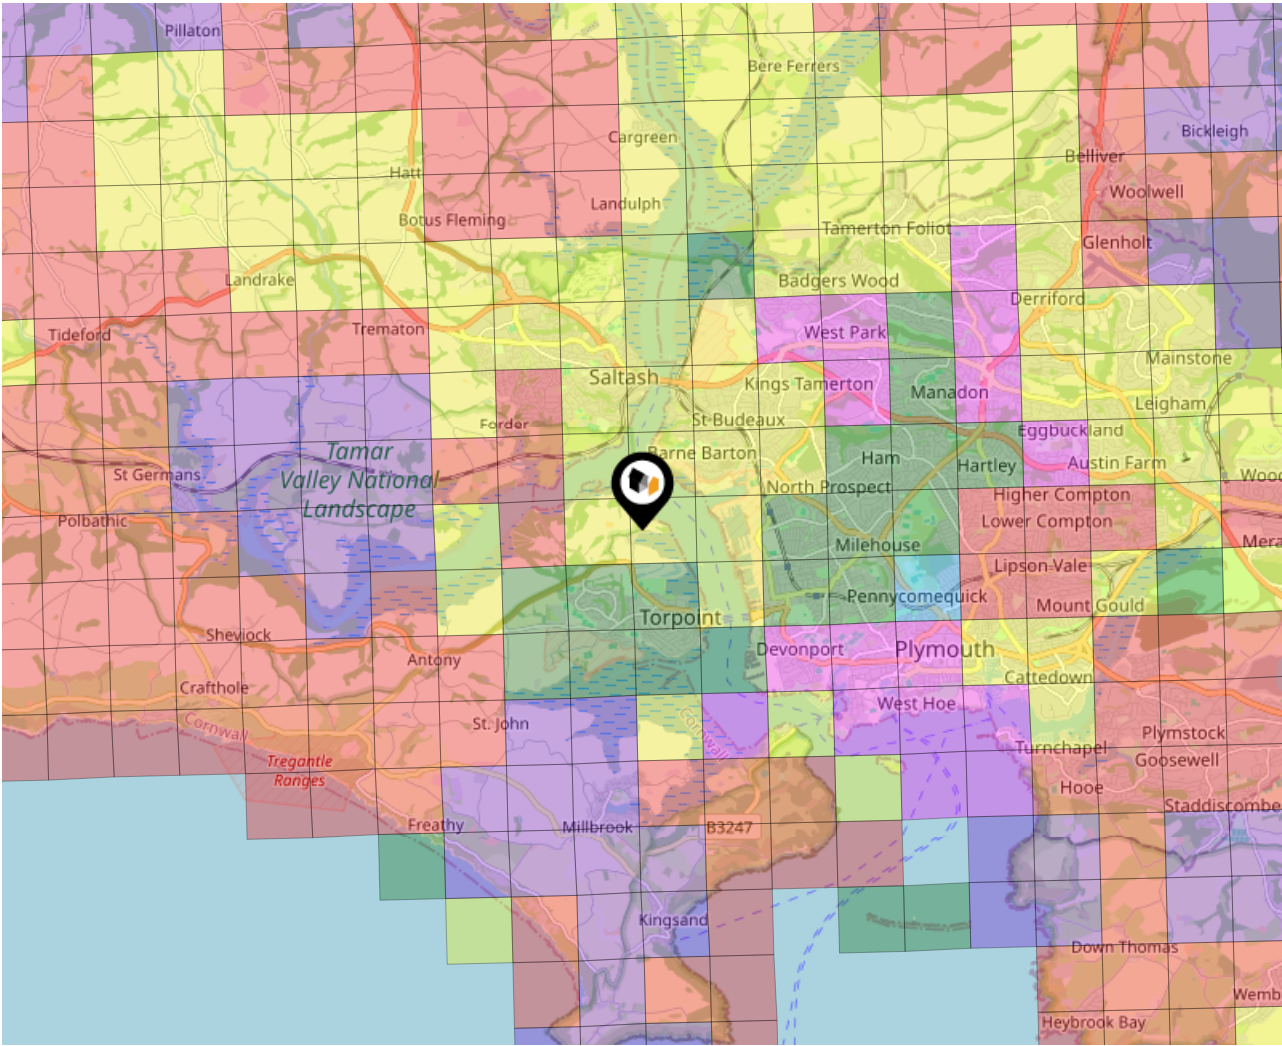 Pillaton
Bere Ferrers
Cargreen
Bickleigh
Belliver
Hatt
Woolwell
Landulph
Botus Fleming
Tamerton Foliot
Glenholt
Landrake
Badgers Wood
Derriford
Tideford
Trematon
West Park
Mainstone
Saltash
Kings Tamerton
Manadon
Leigham
St Budeaux
Forder
Eggbuckland
Tamar
Valley National
Landscape
Barne Barton
Ham
Hartley
Austin Farm
St Germans
North Prospect
Woo
Higher Compton
Polbathic
Lower Compton
Milehouse
Mera
Lipson Vale
Pennycomequick
Mount Gould
Torpoint
Sheviock
Devonport
Plymouth
Antony
Cattedown
Crafthole
West Hoe
Cornwall
St. John
Cornwall
Plymstock
Turnchapel
Goosewell
Tregantle
Ranges
Hooe
Staddiscombe
Freathy
Millbrook
B3247
Kingsand
Down Thomas
Wemb
Heybrook Bay